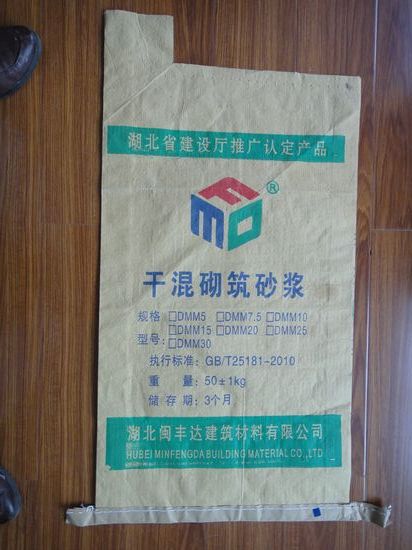 湖北省建设厅推广认定产品
MFD®
干混砌筑砂浆
规格 □DMM5 □DMM7.5 □DMM10
□DMM15 □DMM20 □DMM25
型号: □DMM30
执行标准: GB/T25181-2010
重量: 50±1kg
储存期: 3个月
湖北闽丰达建筑材料有限公司
HUBEI MINFENGDA BUILDING MATERIAL CO.,LTD.